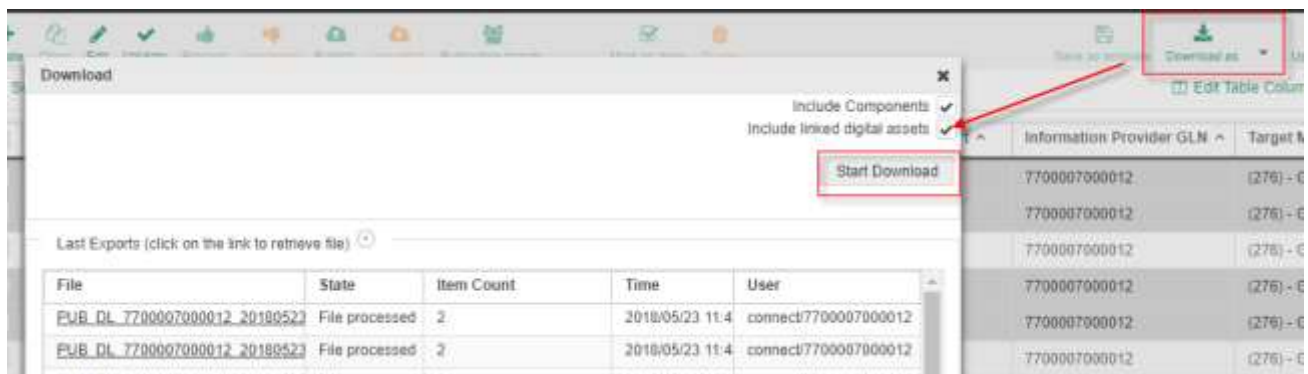 Download as
Edit Table Colum
Download
Include Components
Include linked digital assets
Start Download
Last Exports (click on the link to retrieve file)
File State Item Count Time User
PUB_DL_7700007000012_20180523 File processed 2 2018/05/23 11:4 connect/7700007000012
PUB_DL_7700007000012_20180523 File processed 2 2018/05/23 11:4 connect/7700007000012
Information Provider GLN Target M
7700007000012 (276) - G
7700007000012 (276) - G
7700007000012 (276) - G
7700007000012 (276) - G
7700007000012 (276) - G
7700007000012 (276) - G